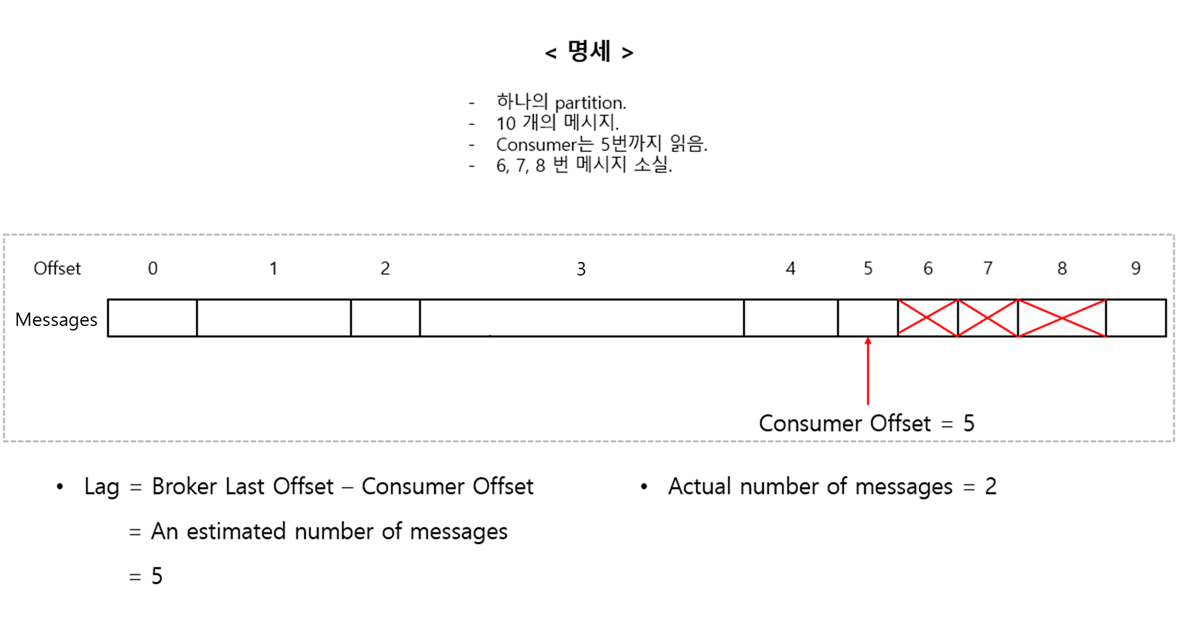 < 명세 >
- 하나의 partition.
- 10 개의 메시지.
- Consumer는 5번까지 읽음.
- 6, 7, 8 번 메시지 소실.
Offset 0 1 2 3 4 5 6 7 8 9
Messages
Consumer Offset = 5
• Lag = Broker Last Offset – Consumer Offset
= An estimated number of messages
= 5
• Actual number of messages = 2